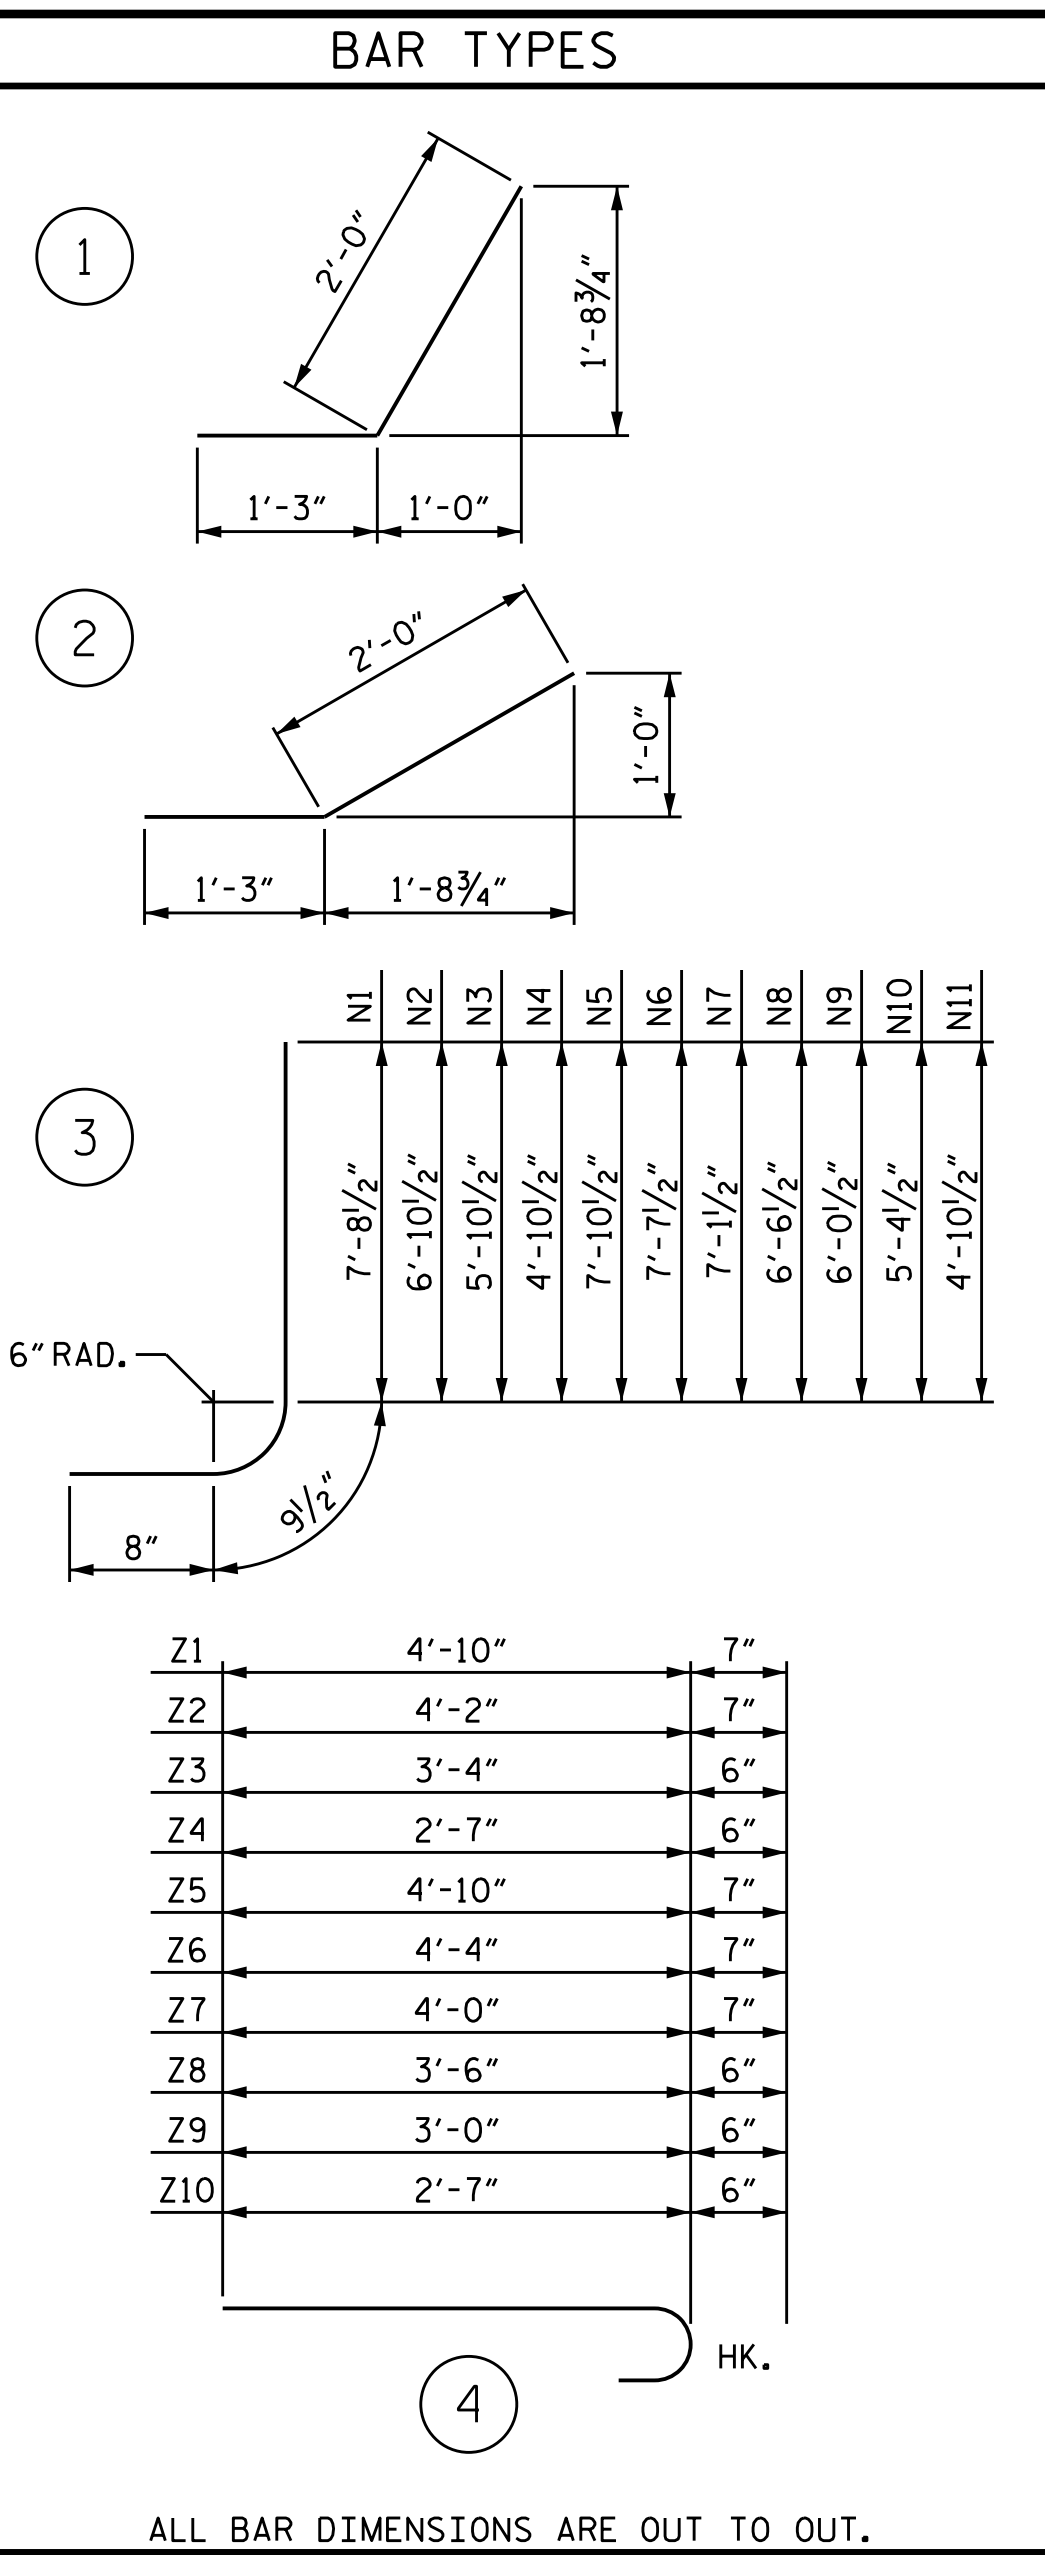 BAR TYPES
1
2'-0"
1'-8¾"
1'-3" 1'-0"
2
2'-0"
1'-0"
1'-3" 1'-8¾"
3
N1 N2 N3 N4 N5 N6 N7 N8 N9 N10 N11
7'-8½" 6'-10½" 5'-10½" 4'-10½" 7'-10½" 7'-7½" 7'-1½" 6'-6½" 6'-0½" 5'-4½" 4'-10½"
6" RAD.
9½"
8"
Z1 4'-10" 7"
Z2 4'-2" 7"
Z3 3'-4" 6"
Z4 2'-7" 6"
Z5 4'-10" 7"
Z6 4'-4" 7"
Z7 4'-0" 7"
Z8 3'-6" 6"
Z9 3'-0" 6"
Z10 2'-7" 6"
HK.
4
ALL BAR DIMENSIONS ARE OUT TO OUT.